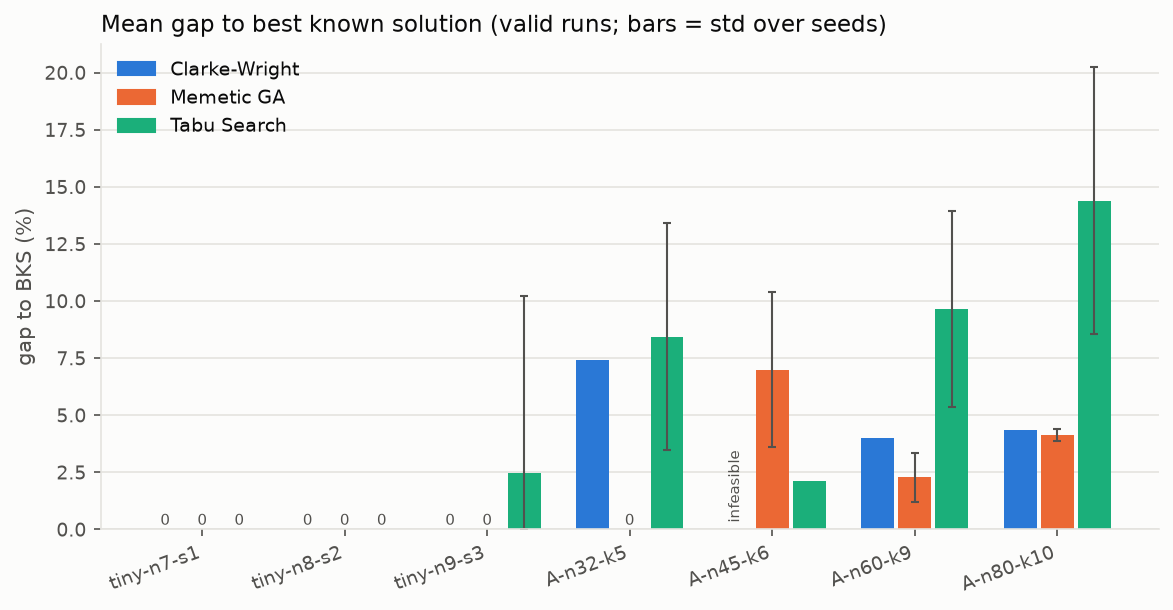 Mean gap to best known solution (valid runs; bars = std over seeds)
Clarke-Wright
Memetic GA
Tabu Search
gap to BKS (%)
20.0
17.5
15.0
12.5
10.0
7.5
5.0
2.5
0.0
0 0 0 0 0 0 0 0 0 infeasible
tiny-n7-s1 tiny-n8-s2 tiny-n9-s3 A-n32-k5 A-n45-k6 A-n60-k9 A-n80-k10